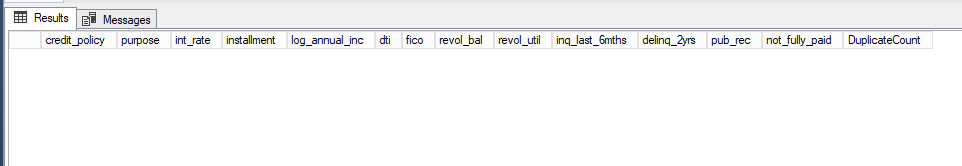 Results Messages
credit_policy purpose int_rate installment log_annual_inc dti fico revol_bal revol_util inq_last_6mths delinq_2yrs pub_rec not_fully_paid DuplicateCount